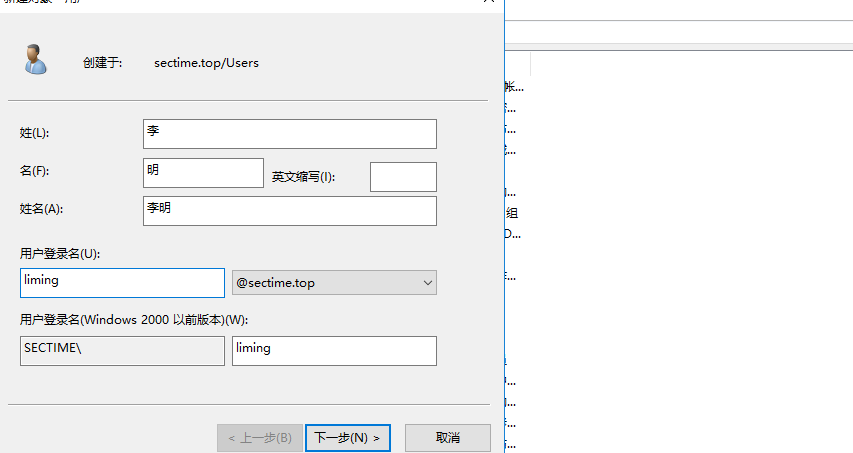 创建于: sectime.top/Users
姓(L): 李
名(F): 明 英文缩写(I):
姓名(A): 李明
用户登录名(U):
liming @sectime.top
用户登录名(Windows 2000 以前版本)(W):
SECTIME\ liming
< 上一步(B) 下一步(N) > 取消
帐...
组
D...